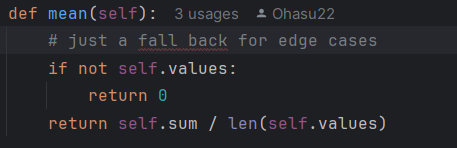 def mean(self): 3 usages Ohasu22
    # just a fall back for edge cases
    if not self.values:
        return 0
    return self.sum / len(self.values)